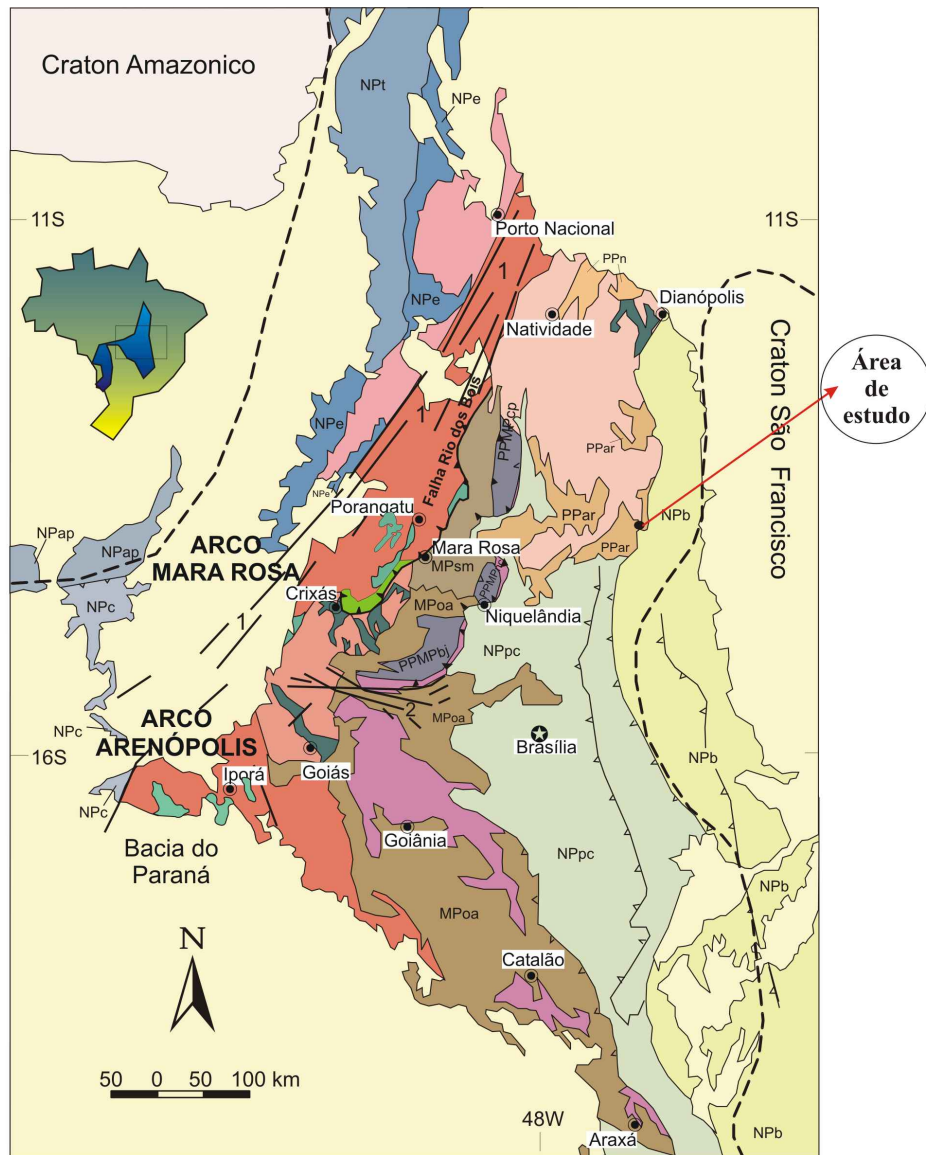 Craton Amazonico
NPt
NPe
11S
11S
Porto Nacional
PPn
1
NPe
Natividade
Dianópolis
Craton São Francisco
Área
de
estudo
NPe
1
Falha Rio dos Bois
PPMPcp
PPar
NPe
Porangatu
PPar
NPb
NPap
NPap
ARCO
MARA ROSA
Mara Rosa
PPar
MPsm
Crixás
NPc
MPoa
Niquelândia
1
PPMPbj
NPpc
2
MPoa
NPc
ARCO
ARENÓPOLIS
Brasília
16S
Goiás
NPb
Iporá
NPc
Goiânia
Bacia do
Paraná
NPpc
NPb
MPoa
N
Catalão
50 0 50 100 km
48W
Araxá
NPb